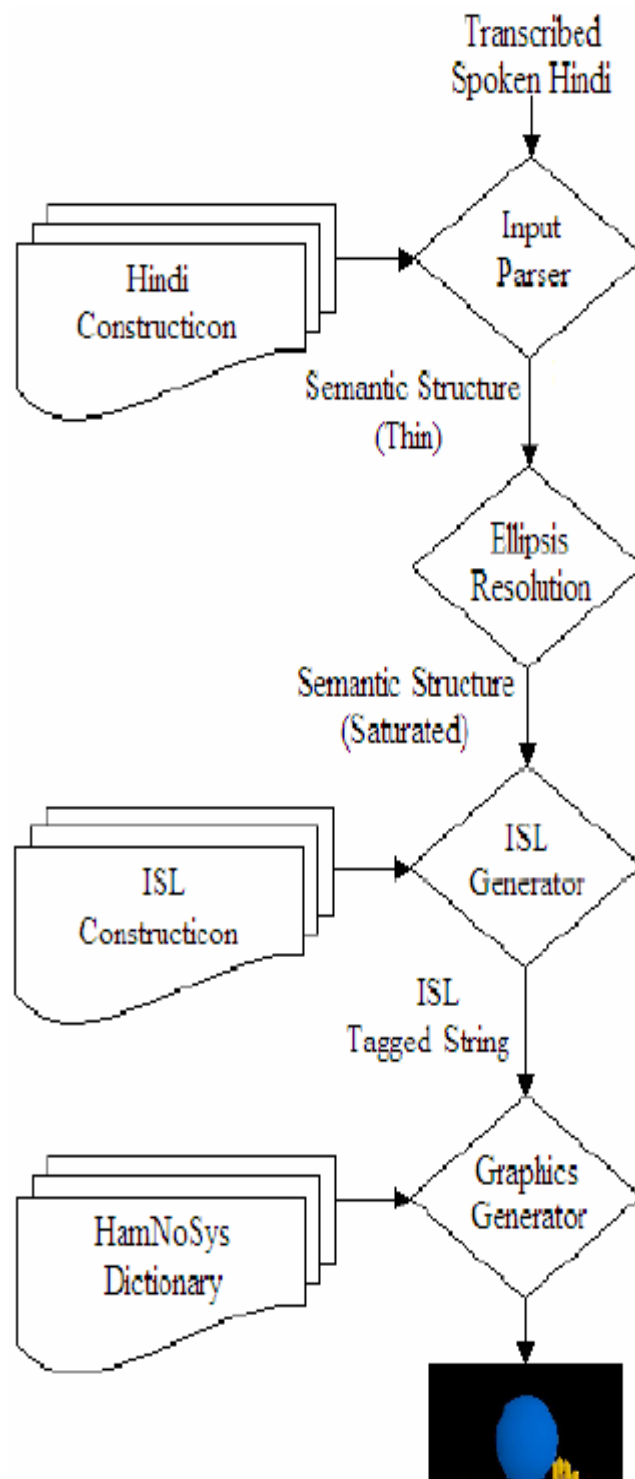 Transcribed
Spoken Hindi
Input
Parser
Hindi
Constructicon
Semantic Structure
(Thin)
Ellipsis
Resolution
Semantic Structure
(Saturated)
ISL
Generator
ISL
Constructicon
ISL
Tagged String
Graphics
Generator
HamNoSys
Dictionary